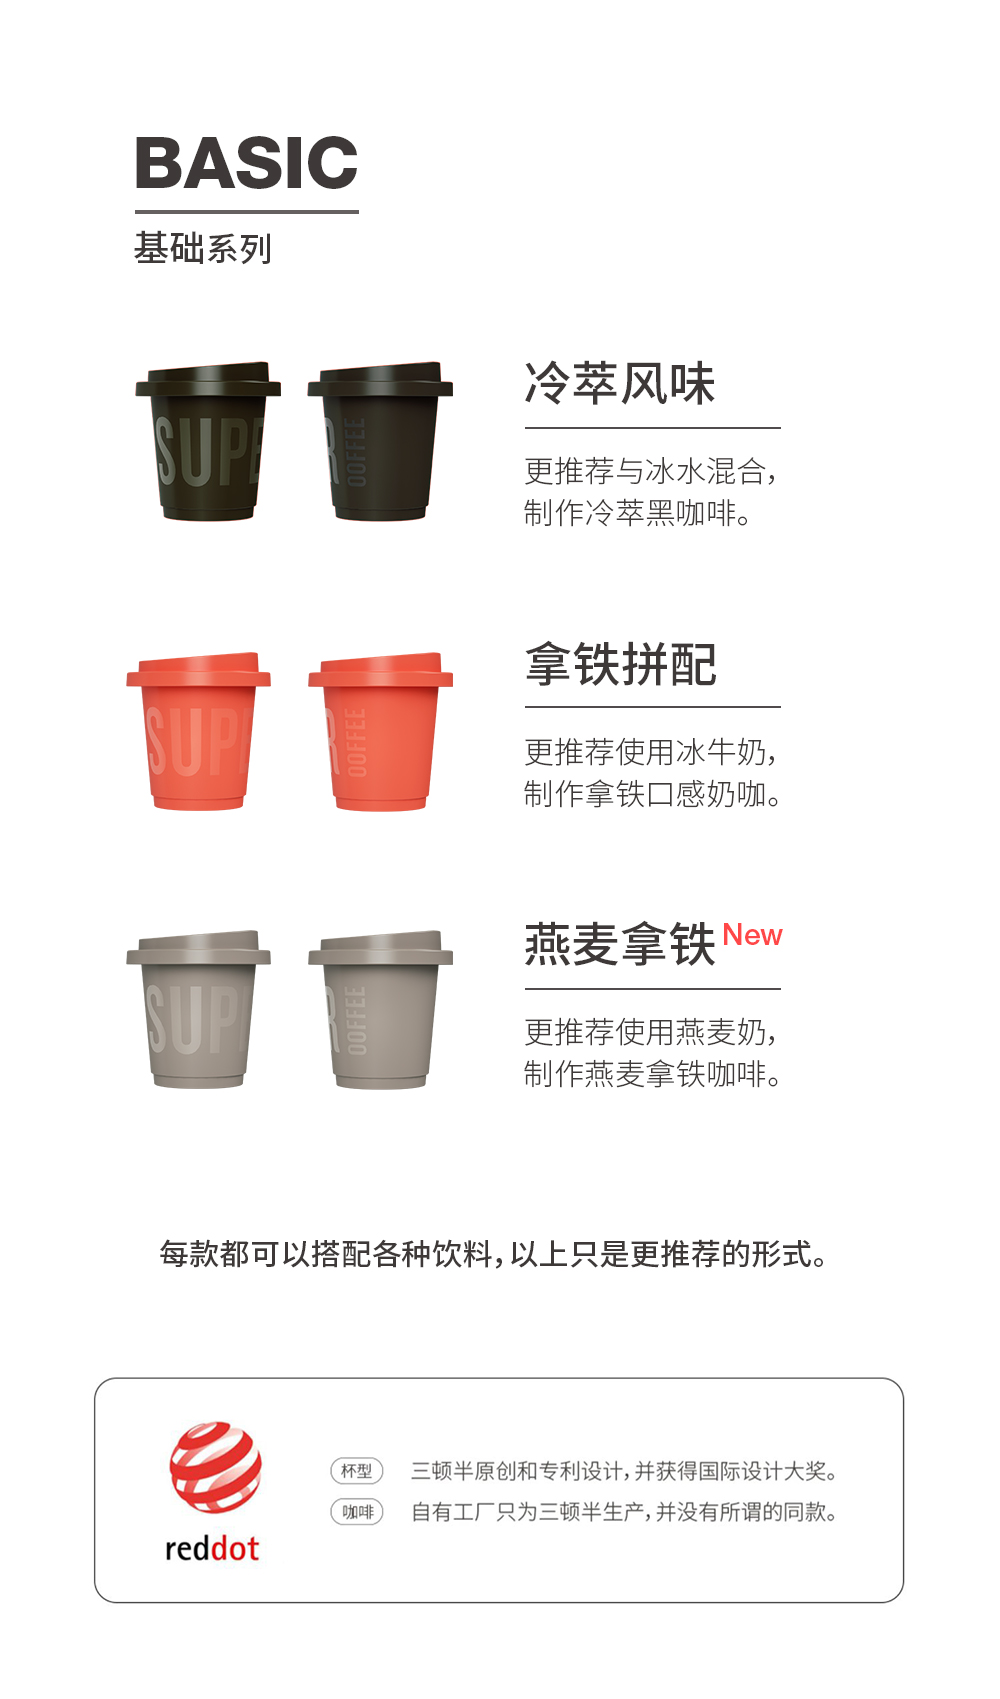 BASIC
基础系列
SUPE
R
COFFEE
冷萃风味
更推荐与冰水混合，
制作冷萃黑咖啡。
SUP
R
COFFEE
拿铁拼配
更推荐使用冰牛奶，
制作拿铁口感奶咖。
SUP
R
COFFEE
燕麦拿铁 New
更推荐使用燕麦奶，
制作燕麦拿铁咖啡。
每款都可以搭配各种饮料，以上只是更推荐的形式。
reddot
杯型 三顿半原创和专利设计，并获得国际设计大奖。
咖啡 自有工厂只为三顿半生产，并没有所谓的同款。